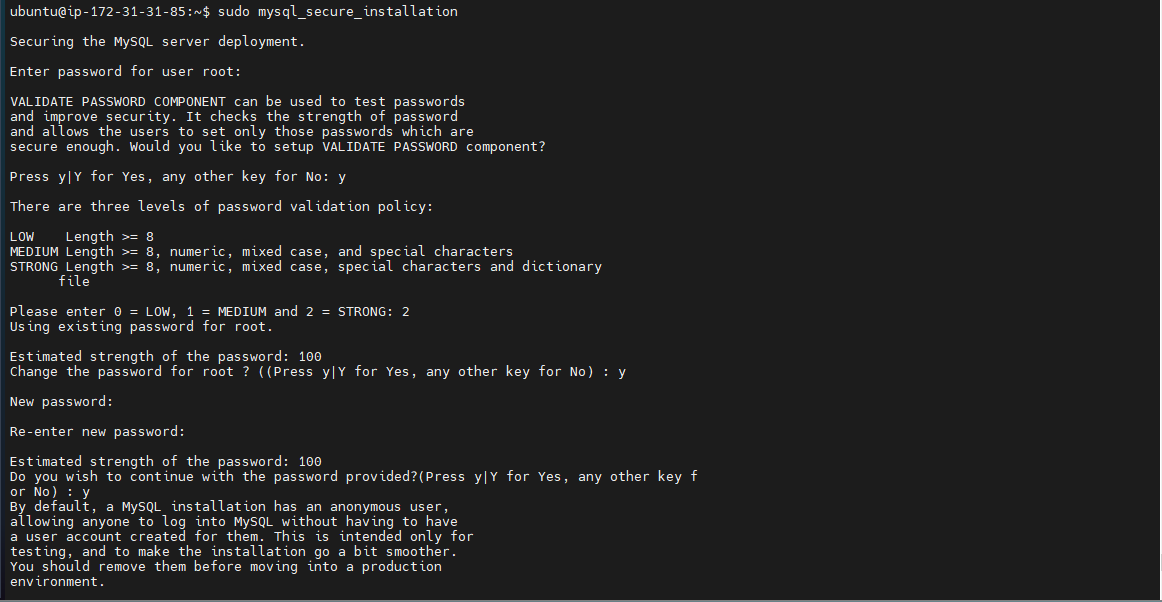 ubuntu@ip-172-31-31-85:~$ sudo mysql_secure_installation
Securing the MySQL server deployment.
Enter password for user root:
VALIDATE PASSWORD COMPONENT can be used to test passwords
and improve security. It checks the strength of password
and allows the users to set only those passwords which are
secure enough. Would you like to setup VALIDATE PASSWORD component?
Press y|Y for Yes, any other key for No: y
There are three levels of password validation policy:
LOW    Length >= 8
MEDIUM Length >= 8, numeric, mixed case, and special characters
STRONG Length >= 8, numeric, mixed case, special characters and dictionary
      file
Please enter 0 = LOW, 1 = MEDIUM and 2 = STRONG: 2
Using existing password for root.
Estimated strength of the password: 100
Change the password for root ? ((Press y|Y for Yes, any other key for No) : y
New password:
Re-enter new password:
Estimated strength of the password: 100
Do you wish to continue with the password provided?(Press y|Y for Yes, any other key f
or No) : y
By default, a MySQL installation has an anonymous user,
allowing anyone to log into MySQL without having to have
a user account created for them. This is intended only for
testing, and to make the installation go a bit smoother.
You should remove them before moving into a production
environment.